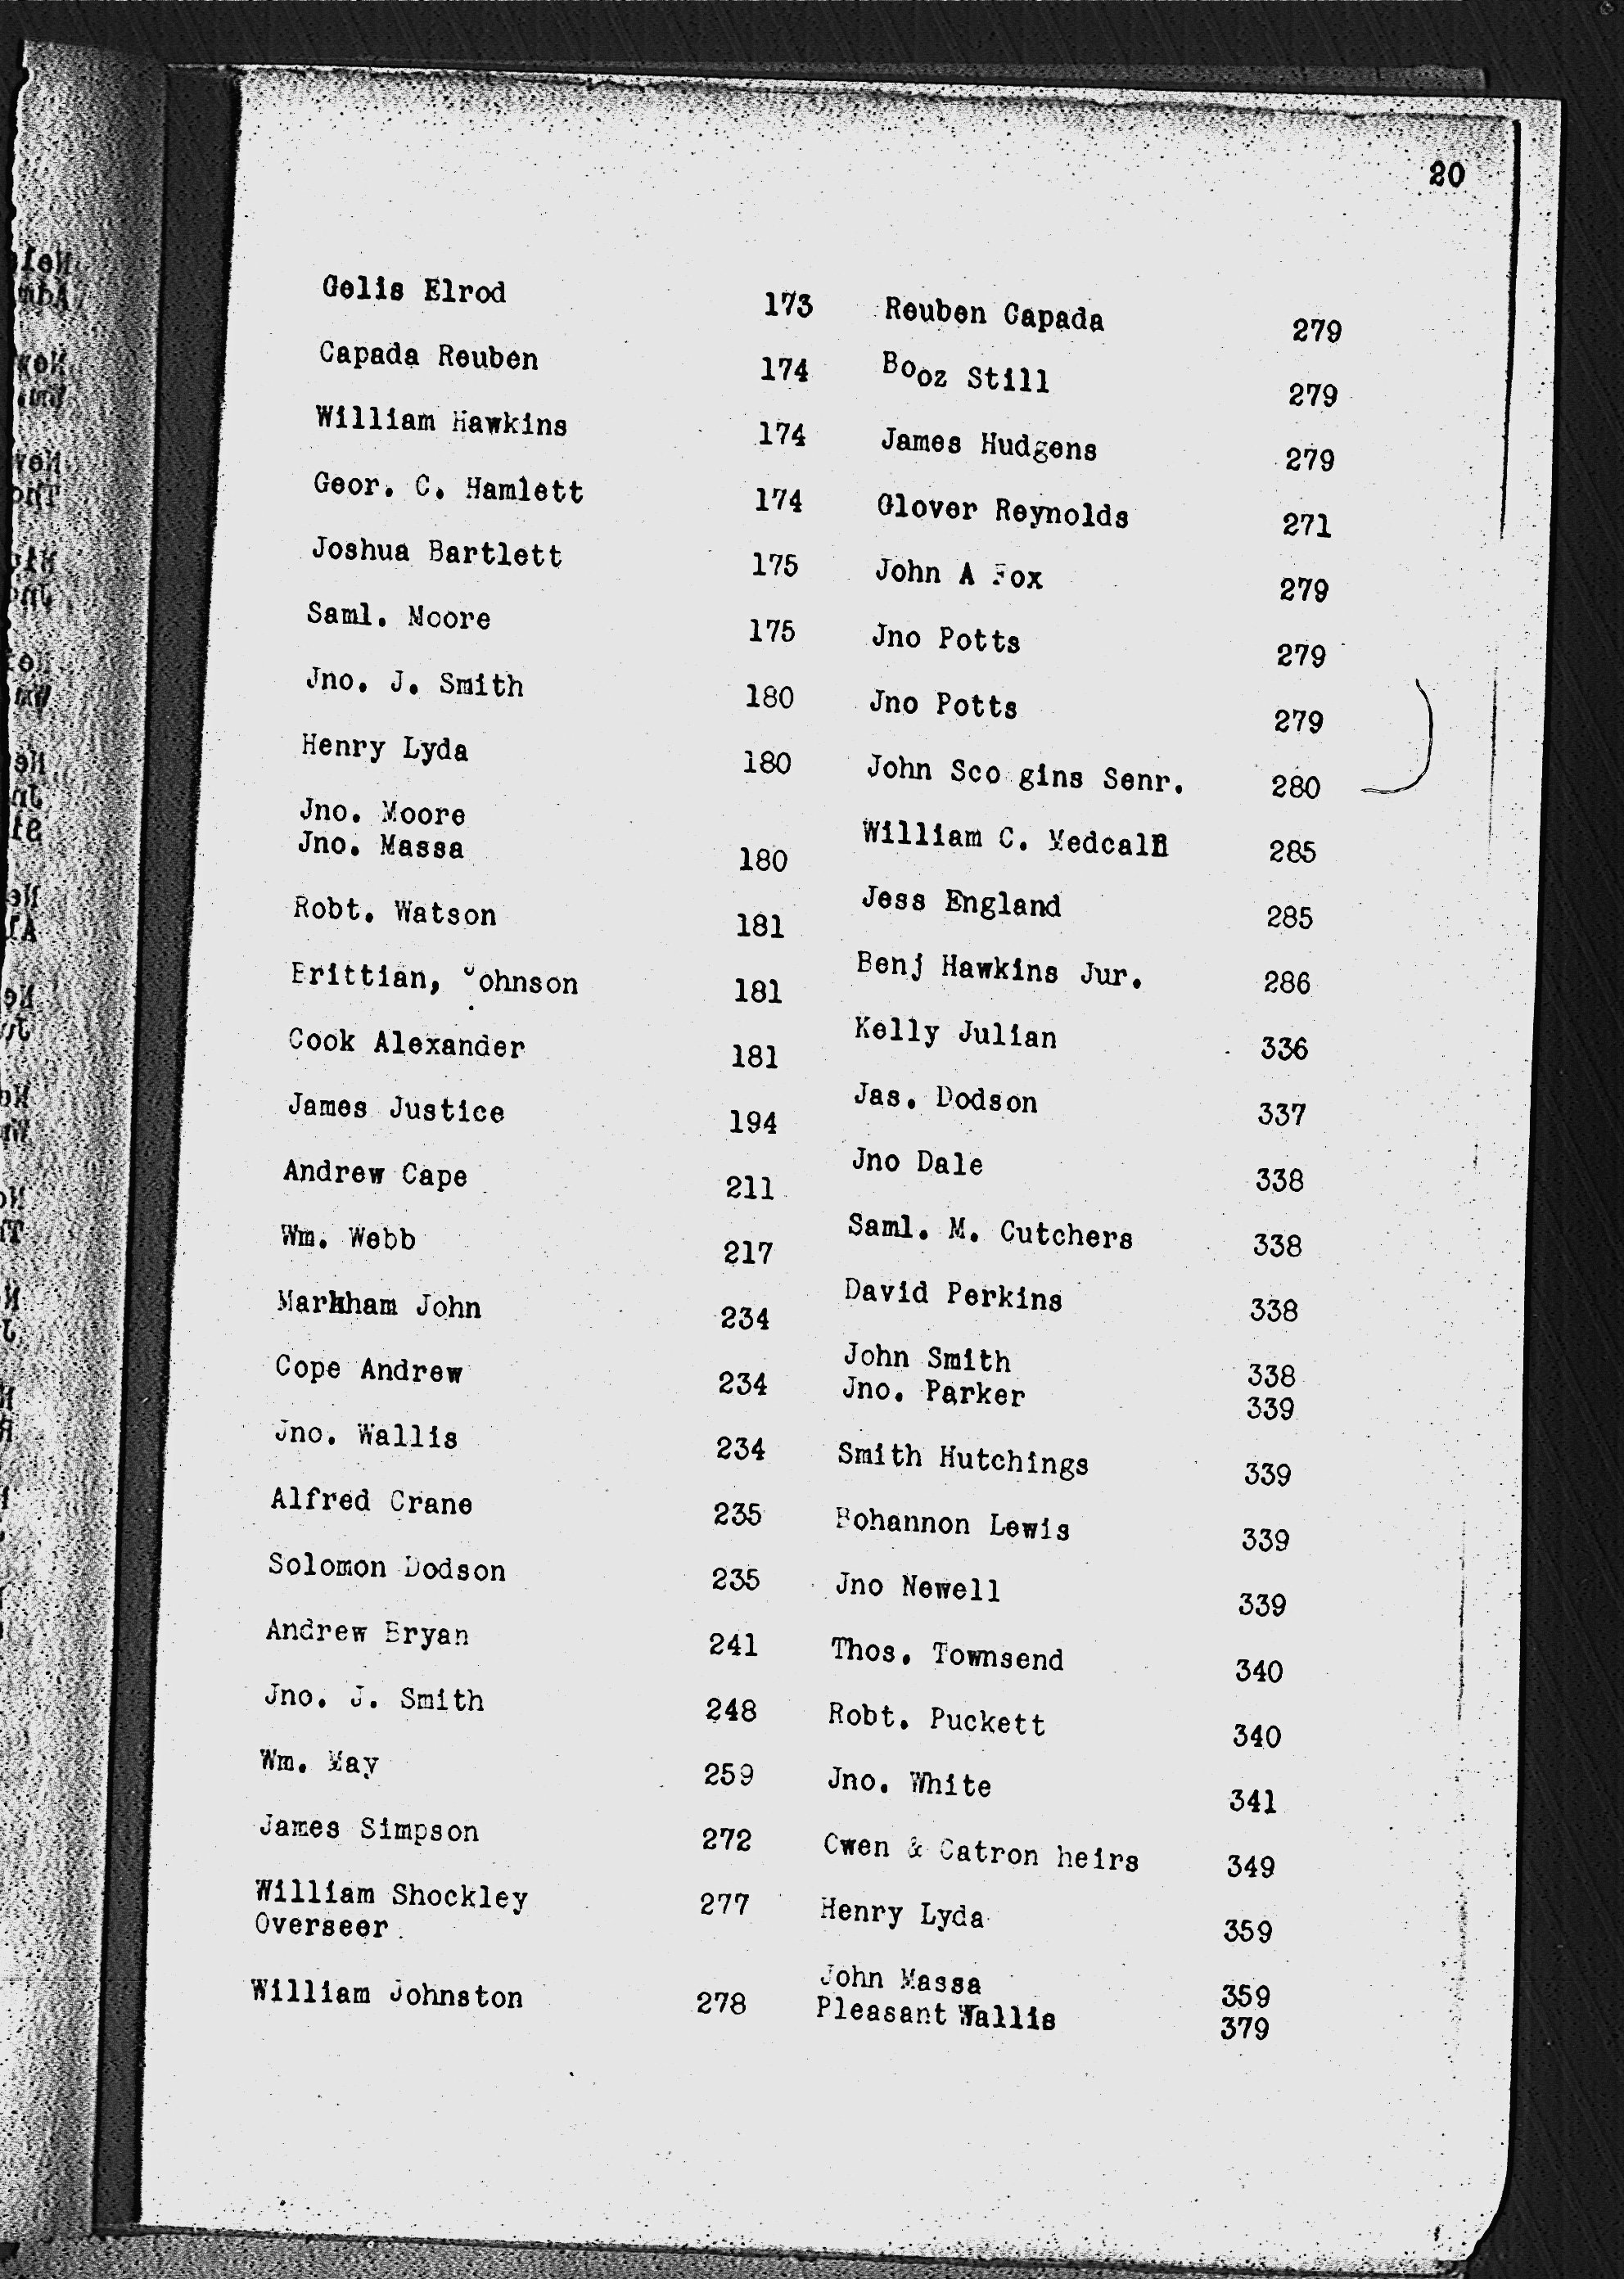 20
Gelis Elrod 173
Capada Reuben 174
William Hawkins 174
Geor. C. Hamlett 174
Joshua Bartlett 175
Saml. Moore 175
Jno. J. Smith 180
Henry Lyda 180
Jno. Moore
Jno. Massa 180
Robt. Watson 181
Brittian, Johnson 181
Cook Alexander 181
James Justice 194
Andrew Cape 211
Wm. Webb 217
Markham John 234
Cope Andrew 234
Jno. Wallis 234
Alfred Crane 235
Solomon Dodson 235
Andrew Bryan 241
Jno. J. Smith 248
Wm. May 259
James Simpson 272
William Shockley 277
Overseer
William Johnston 278
Reuben Capada 279
Booz Still 279
James Hudgens 279
Glover Reynolds 271
John A Fox 279
Jno Potts 279
Jno Potts 279
John Sco gins Senr. 280
William C. Medcalf 285
Jess England 285
Benj Hawkins Jur. 286
Kelly Julian 336
Jas. Dodson 337
Jno Dale 338
Saml. M. Cutchers 338
David Perkins 338
John Smith 338
Jno. Parker 339
Smith Hutchings 339
Bohannon Lewis 339
Jno Newell 339
Thos. Townsend 340
Robt. Puckett 340
Jno. White 341
Owen & Catron heirs 349
Henry Lyda 359
John Massa 359
Pleasant Wallis 379